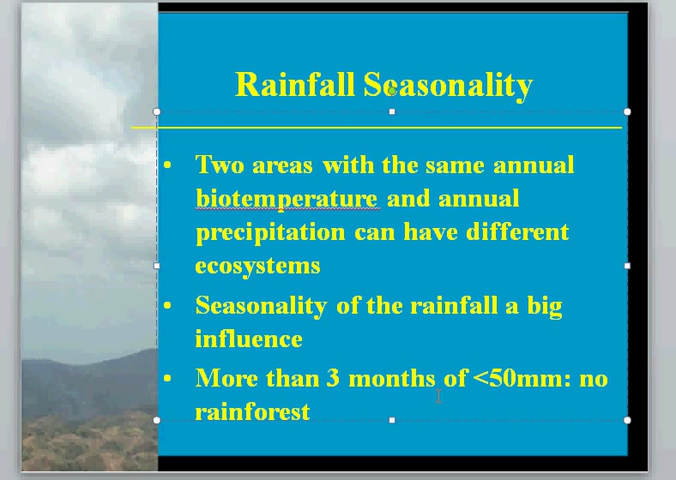 Rainfall Seasonality
• Two areas with the same annual
biotemperature and annual
precipitation can have different
ecosystems
• Seasonality of the rainfall a big
influence
• More than 3 months of <50mm: no
rainforest